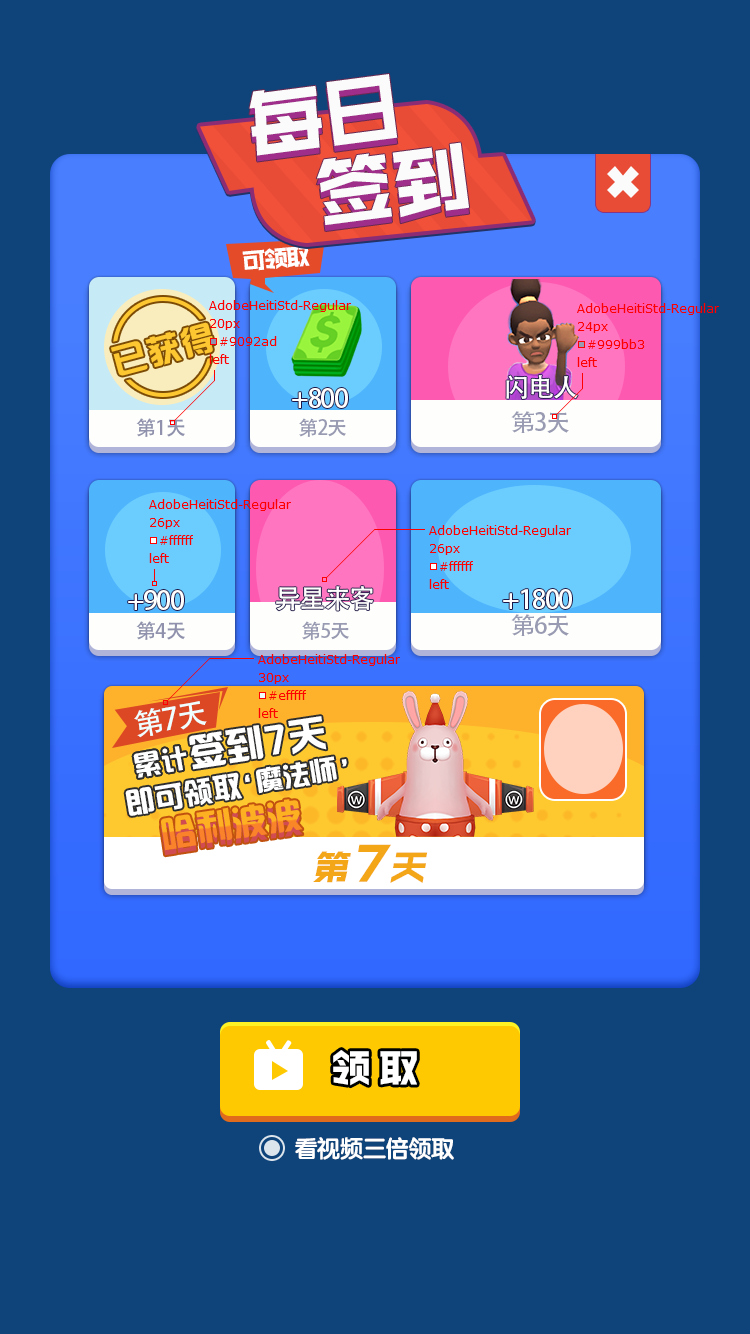 每日
签到
可领取
已获得
AdobeHeitiStd-Regular
20px
#9092ad
left
第1天
+800
第2天
AdobeHeitiStd-Regular
24px
#999bb3
left
闪电人
第3天
AdobeHeitiStd-Regular
26px
#ffffff
left
+900
第4天
异星来客
第5天
AdobeHeitiStd-Regular
26px
#ffffff
left
+1800
第6天
AdobeHeitiStd-Regular
30px
#efffff
left
第7天
累计签到7天
即可领取‘魔法师’
哈利波波
W
W
第7天
领取
看视频三倍领取